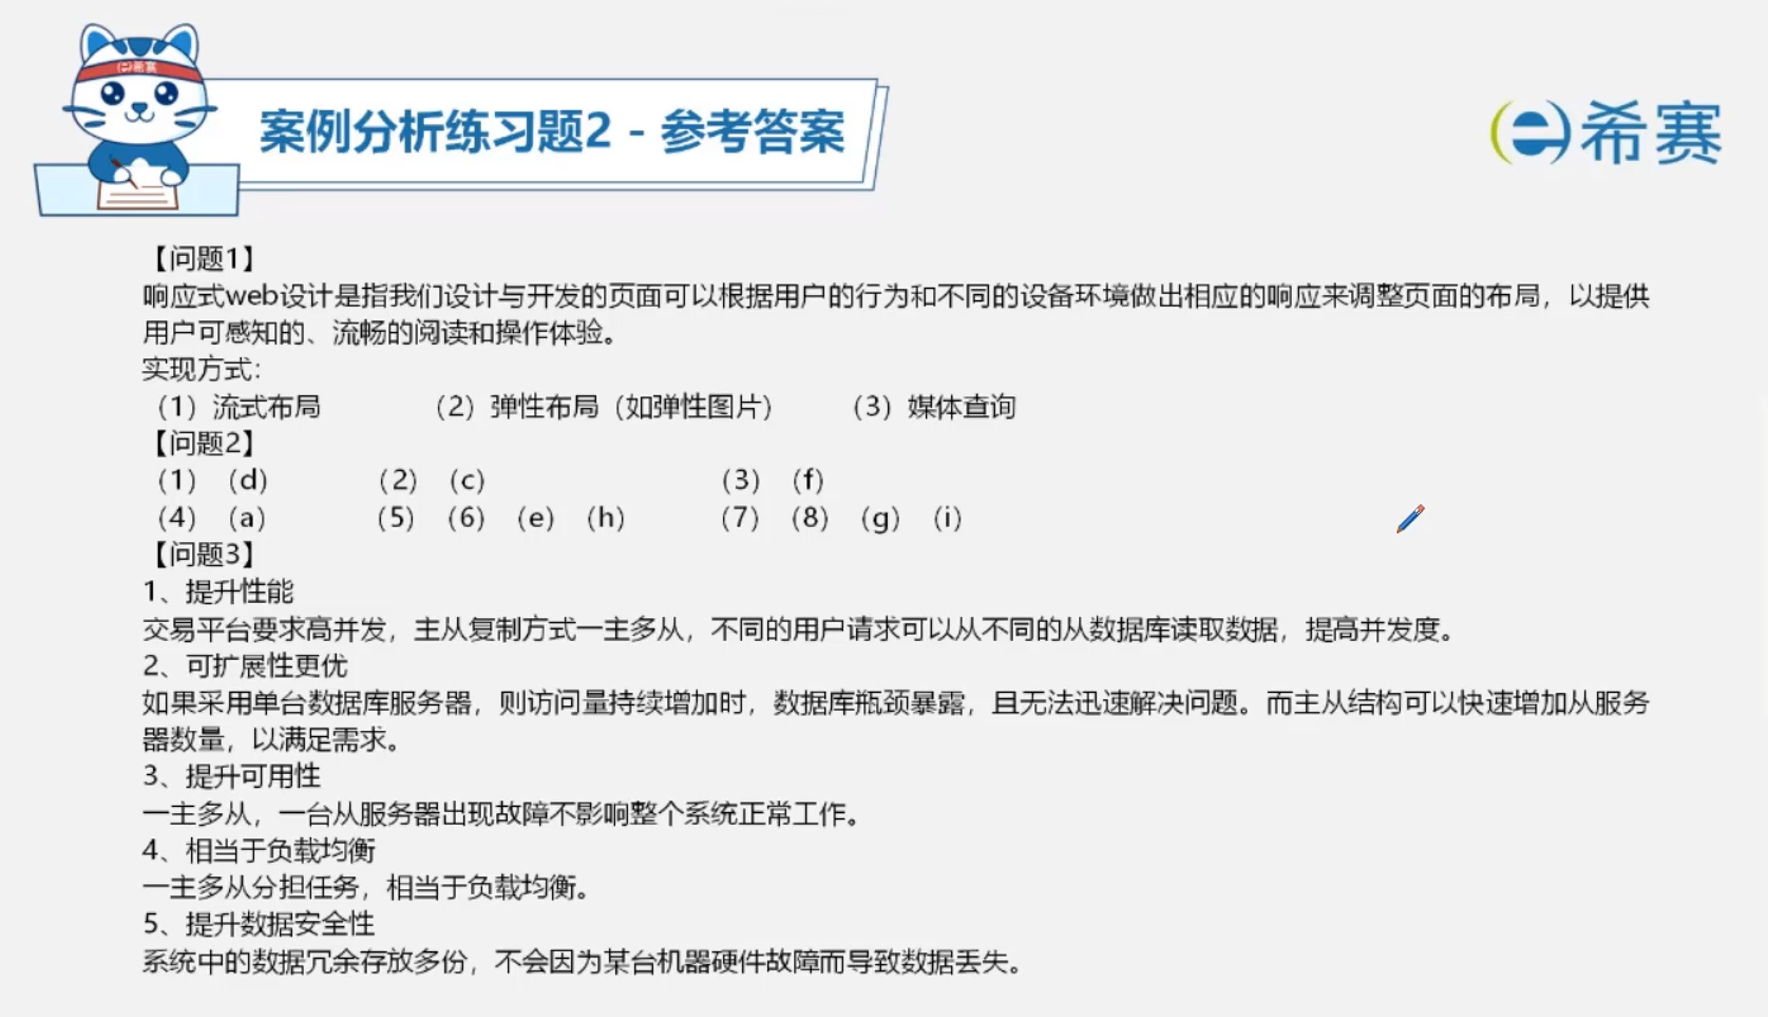 希赛
案例分析练习题2 - 参考答案
希赛
【问题1】
响应式web设计是指我们设计与开发的页面可以根据用户的行为和不同的设备环境做出相应的响应来调整页面的布局，以提供
用户可感知的、流畅的阅读和操作体验。
实现方式：
（1）流式布局 （2）弹性布局（如弹性图片） （3）媒体查询
【问题2】
（1）（d） （2）（c） （3）（f）
（4）（a） （5）（6）（e）（h） （7）（8）（g）（i）
【问题3】
1、提升性能
交易平台要求高并发，主从复制方式一主多从，不同的用户请求可以从不同的从数据库读取数据，提高并发度。
2、可扩展性更优
如果采用单台数据库服务器，则访问量持续增加时，数据库瓶颈暴露，且无法迅速解决问题。而主从结构可以快速增加从服务
器数量，以满足需求。
3、提升可用性
一主多从，一台从服务器出现故障不影响整个系统正常工作。
4、相当于负载均衡
一主多从分担任务，相当于负载均衡。
5、提升数据安全性
系统中的数据冗余存放多份，不会因为某台机器硬件故障而导致数据丢失。